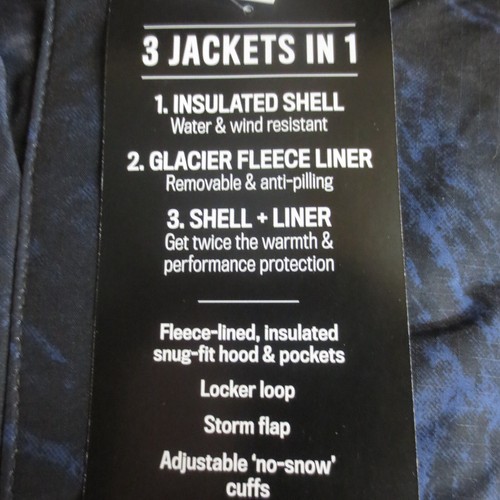 3 JACKETS IN 1
1. INSULATED SHELL
Water & wind resistant
2. GLACIER FLEECE LINER
Removable & anti-pilling
3. SHELL + LINER
Get twice the warmth &
performance protection
Fleece-lined, insulated
snug-fit hood & pockets
Locker loop
Storm flap
Adjustable 'no-snow'
cuffs